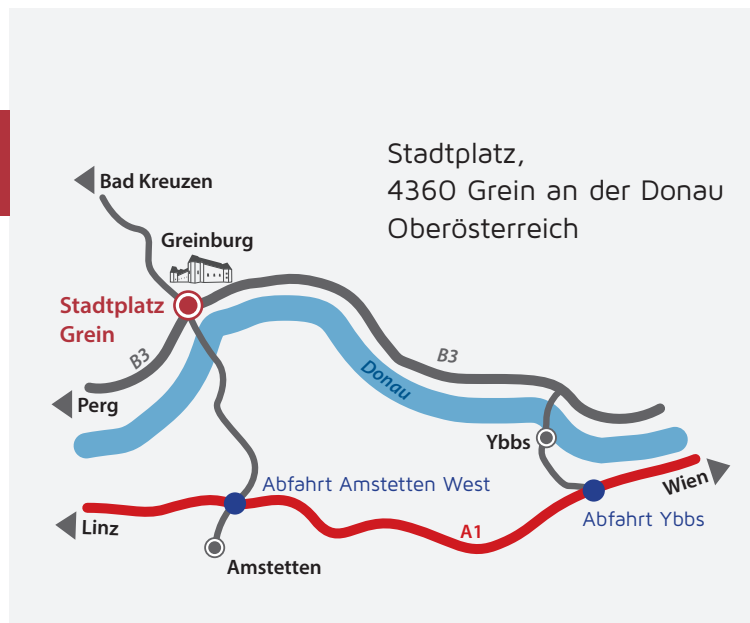 Stadtplatz,
4360 Grein an der Donau
Oberösterreich
Bad Kreuzen
Greinburg
Stadtplatz
Grein
B3
B3
Donau
Perg
Ybbs
Wien
Abfahrt Amstetten West
Abfahrt Ybbs
Linz
A1
Amstetten